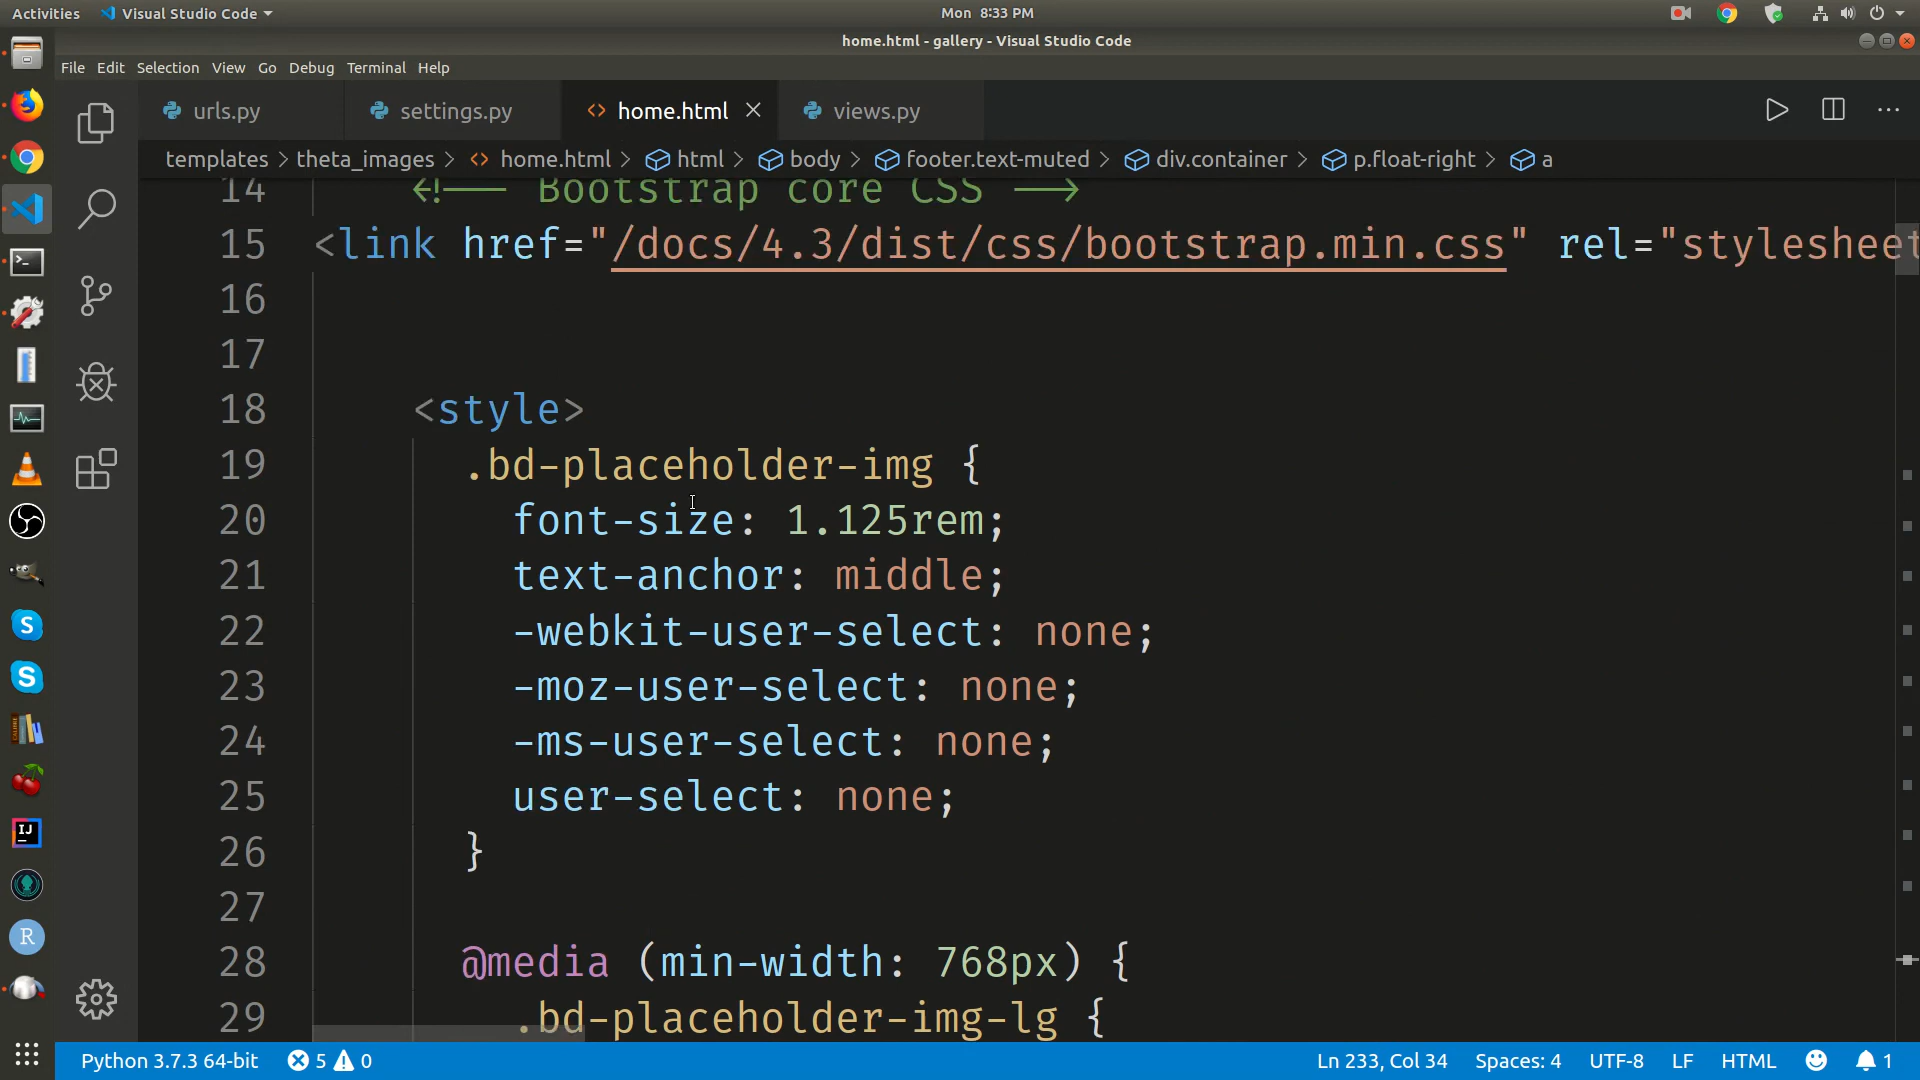 Activities Visual Studio Code Mon 8:33 PM
home.html - gallery - Visual Studio Code
File Edit Selection View Go Debug Terminal Help
urls.py settings.py home.html views.py
templates > theta_images > home.html > html > body > footer.text-muted > div.container > p.float-right > a
14 <!-- Bootstrap core CSS -->
15 <link href="/docs/4.3/dist/css/bootstrap.min.css" rel="stylesheet
16
17
18 <style>
19 .bd-placeholder-img {
20 font-size: 1.125rem;
21 text-anchor: middle;
22 -webkit-user-select: none;
23 -moz-user-select: none;
24 -ms-user-select: none;
25 user-select: none;
26 }
27
28 @media (min-width: 768px) {
29 .bd-placeholder-img-lg {
Python 3.7.3 64-bit 5 0 Ln 233, Col 34 Spaces: 4 UTF-8 LF HTML 1